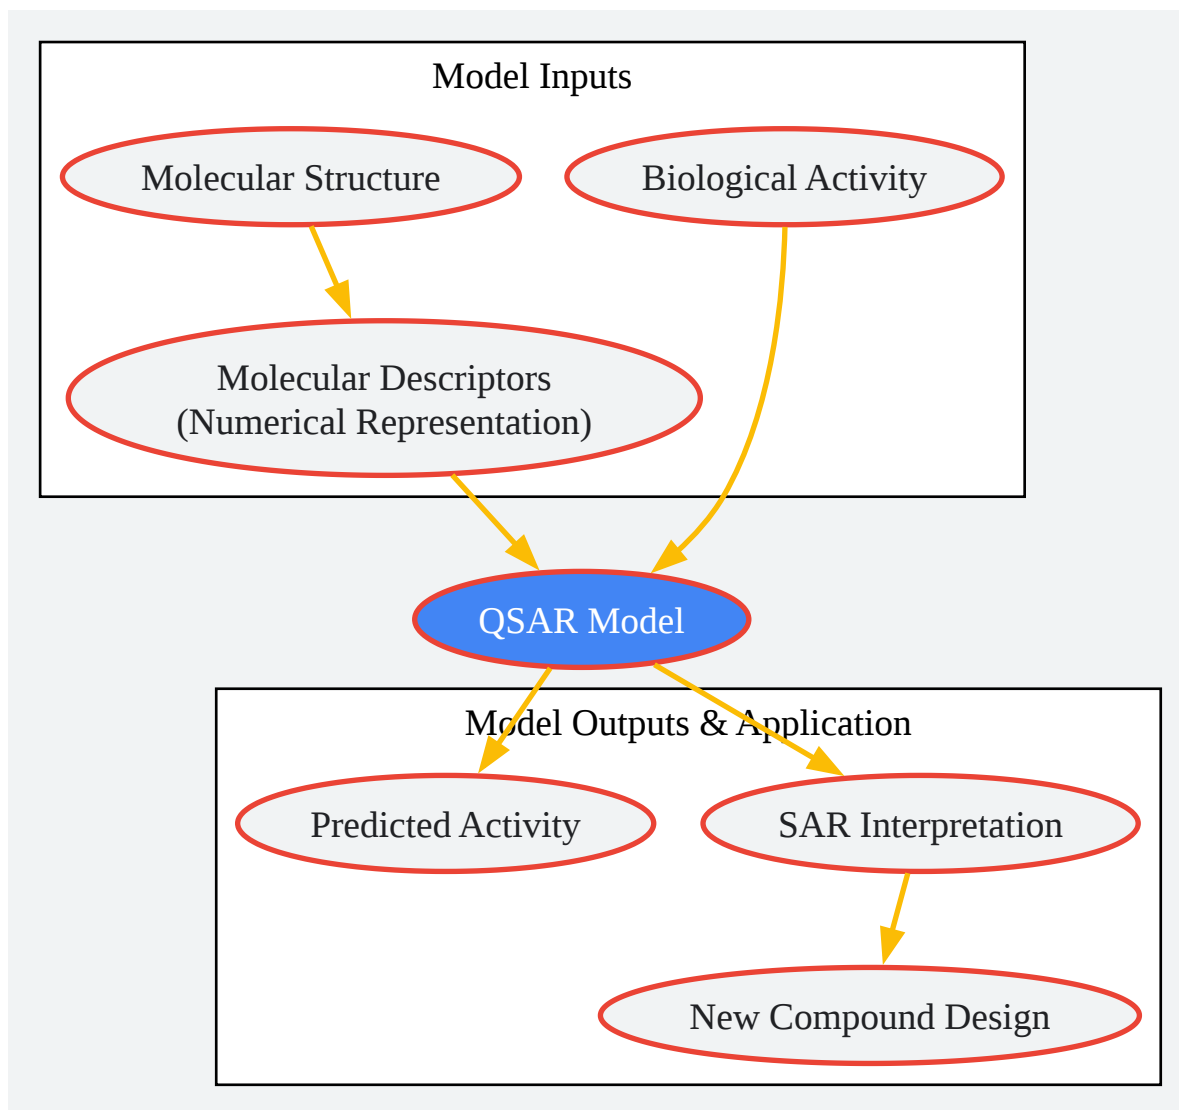 Model Inputs
Molecular Structure
Biological Activity
Molecular Descriptors
(Numerical Representation)
QSAR Model
Model Outputs & Application
Predicted Activity
SAR Interpretation
New Compound Design